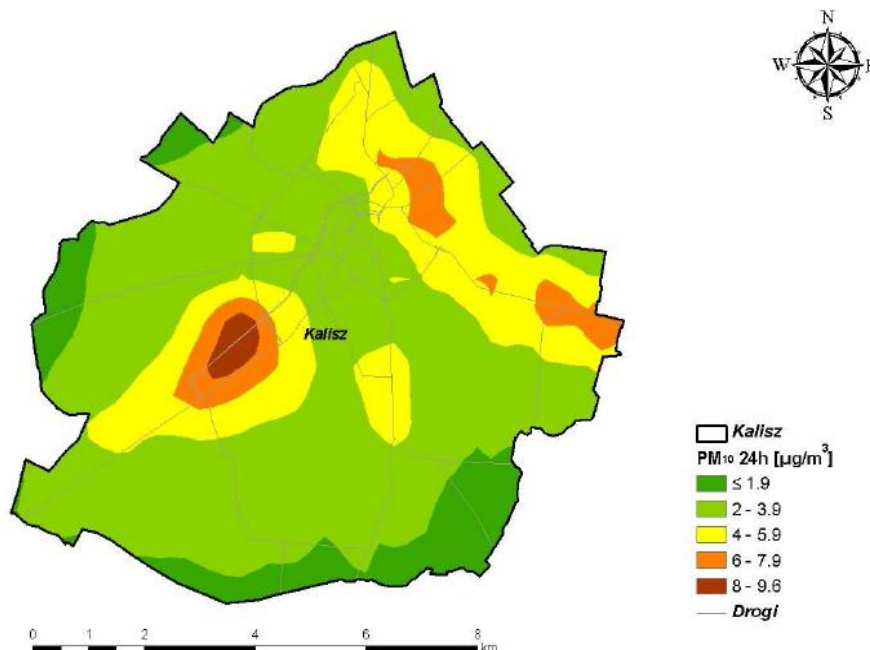 N
W
E
S
Kalisz
Kalisz
PM10 24h [µg/m³]
≤ 1.9
2 - 3.9
4 - 5.9
6 - 7.9
8 - 9.6
Drogi
0 1 2 4 6 8
km